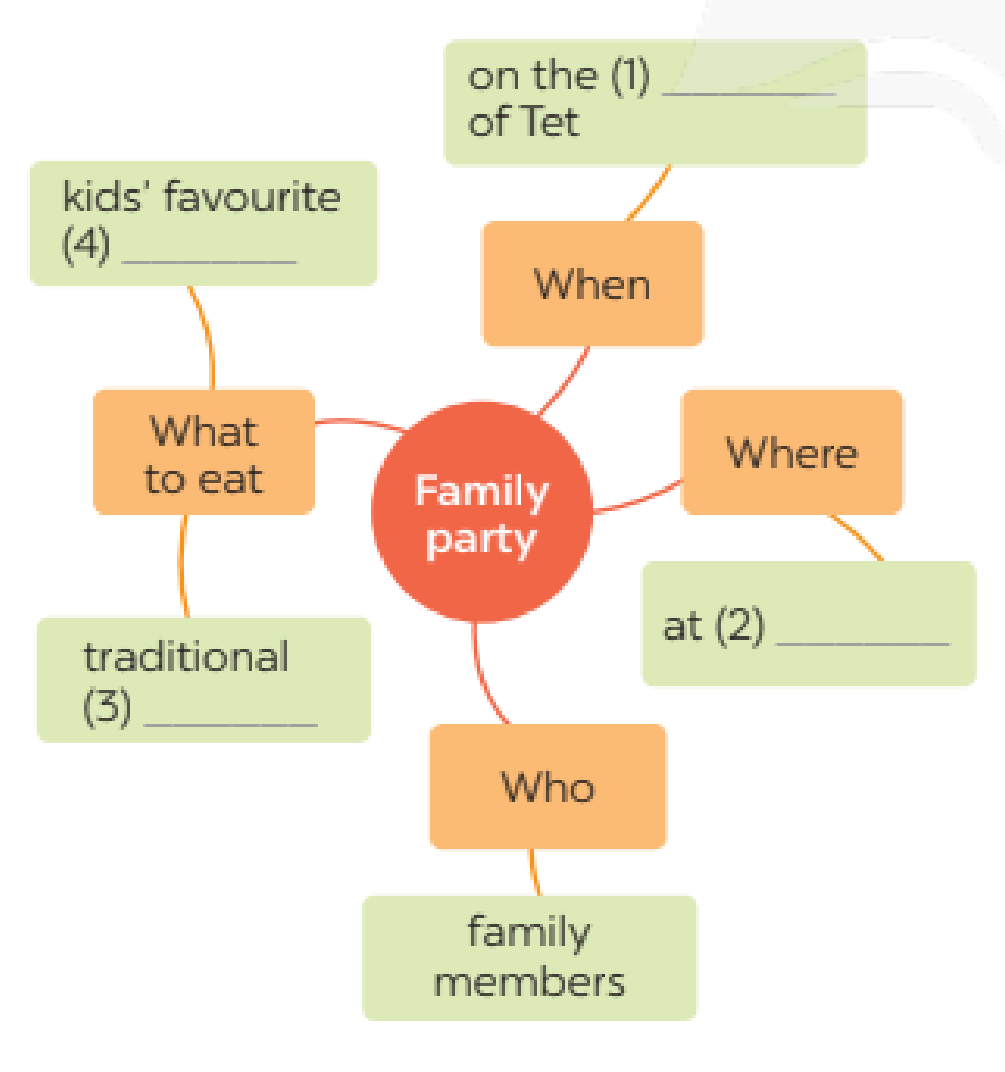 on the (1) ________
of Tet
kids' favourite
(4) ________
When
What
to eat
Where
Family
party
at (2) ________
traditional
(3) ________
Who
family
members